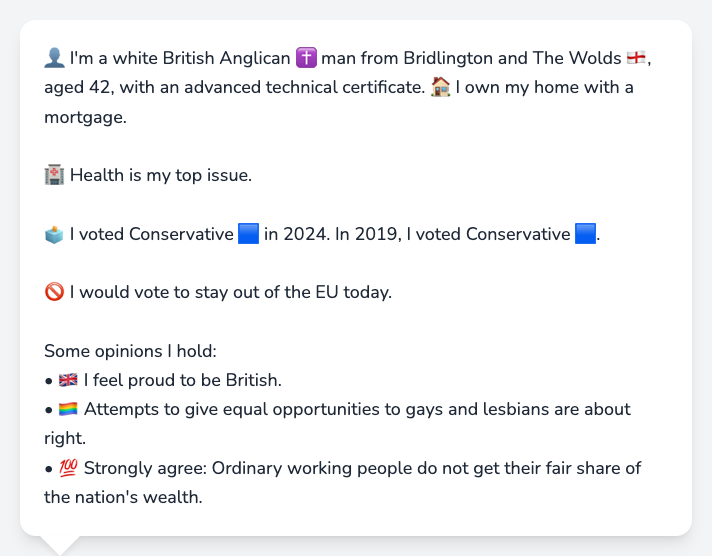 👤 I'm a white British Anglican ✝️ man from Bridlington and The Wolds 🏴󠁧󠁢󠁥󠁮󠁧󠁿,
aged 42, with an advanced technical certificate. 🏠 I own my home with a
mortgage.
🏥 Health is my top issue.
🗳️ I voted Conservative 🟦 in 2024. In 2019, I voted Conservative 🟦.
🚫 I would vote to stay out of the EU today.
Some opinions I hold:
• 🇬🇧 I feel proud to be British.
• 🏳️‍🌈 Attempts to give equal opportunities to gays and lesbians are about
right.
• 💯 Strongly agree: Ordinary working people do not get their fair share of
the nation's wealth.